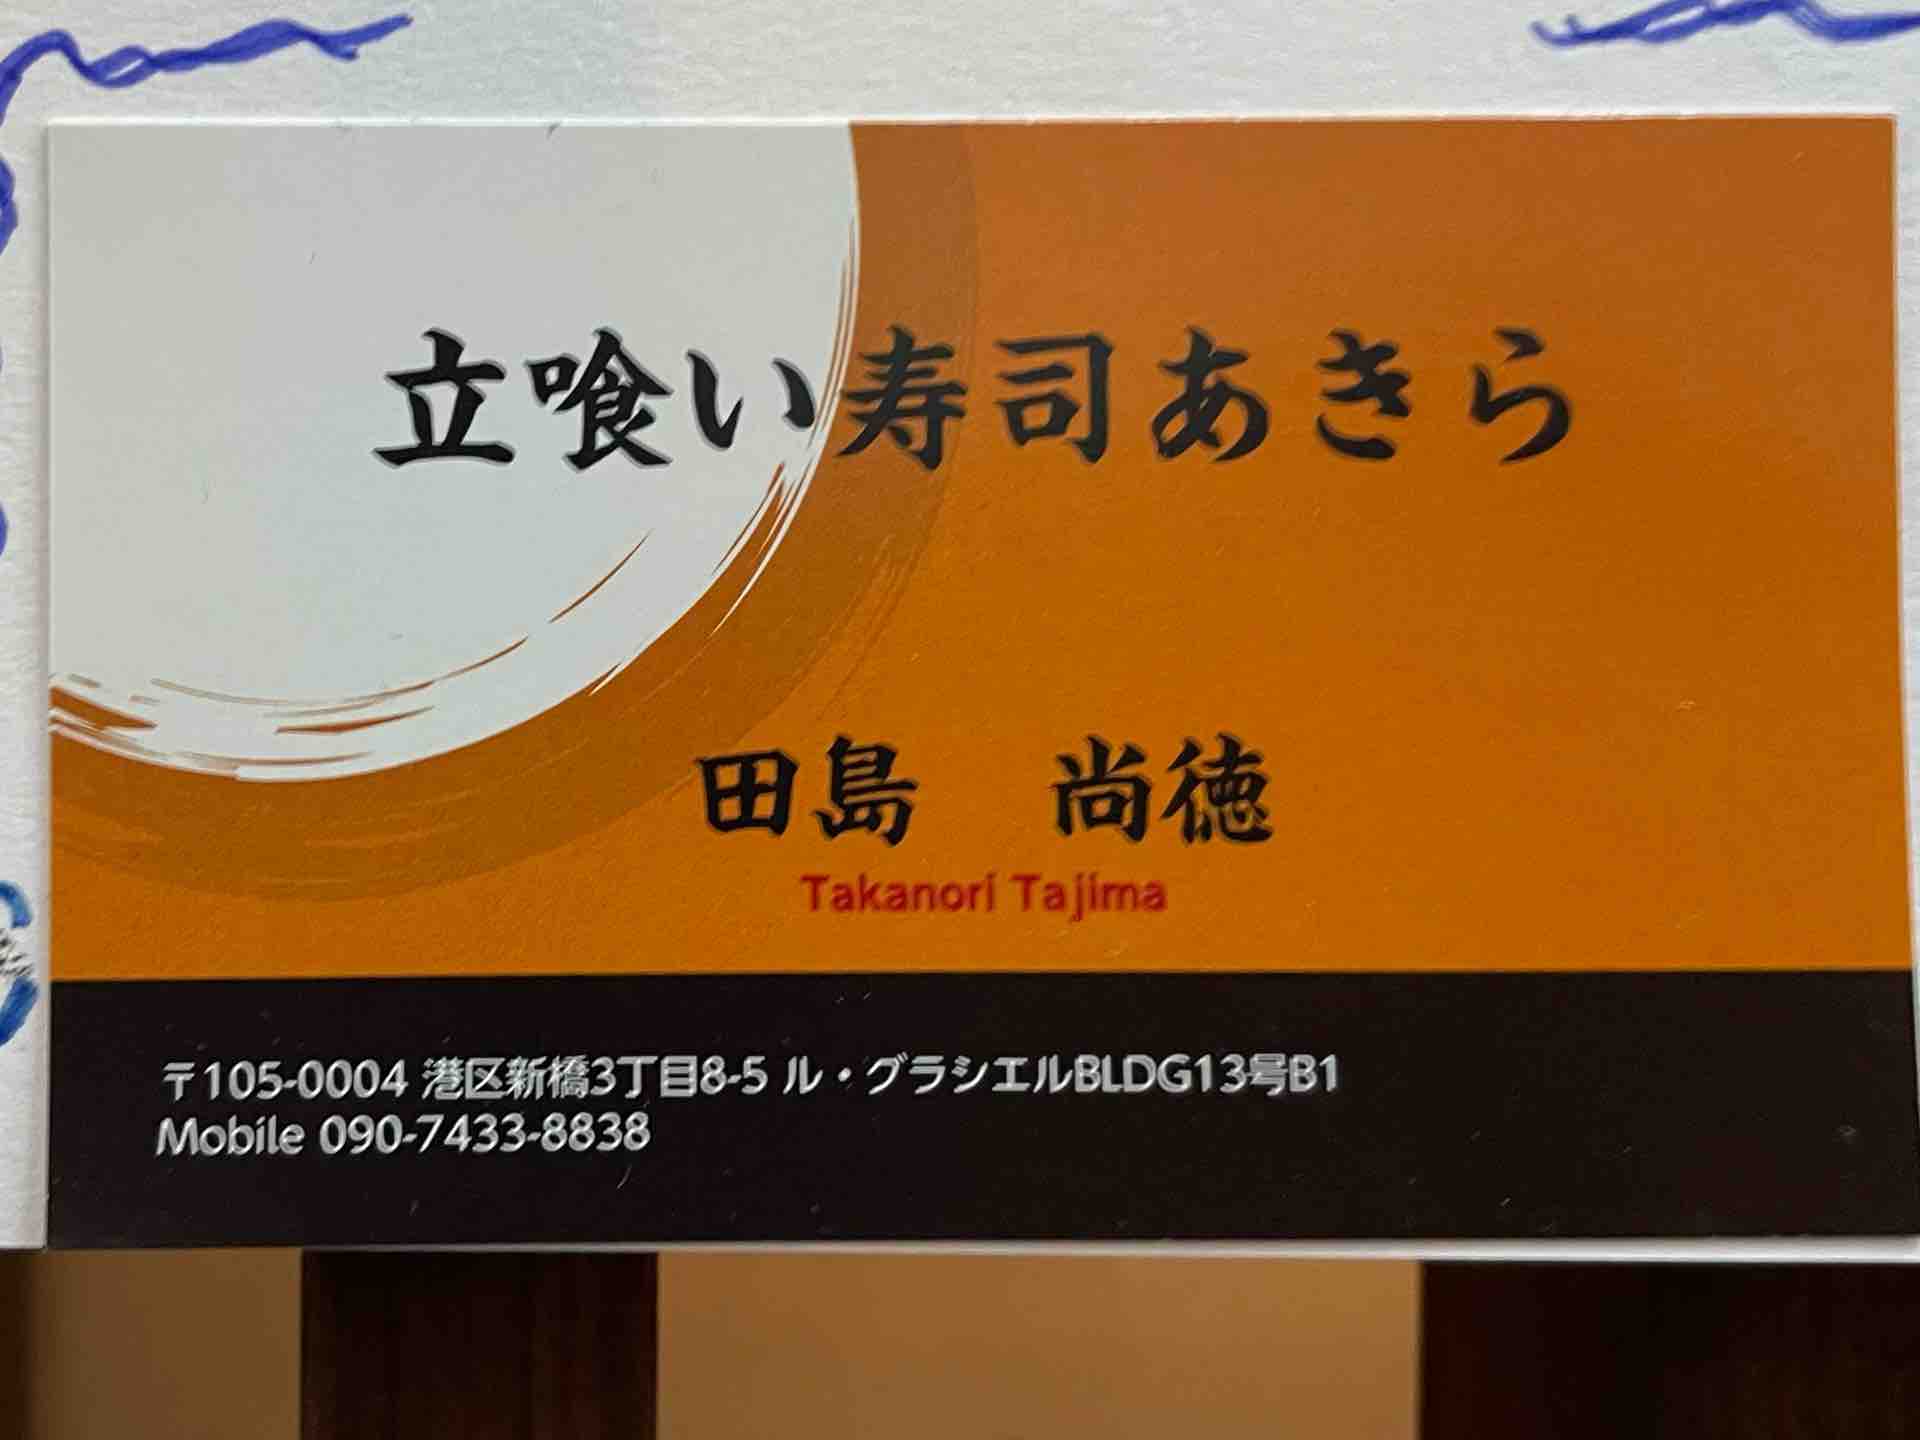 立喰い寿司あきら
田島 尚徳
Takanori Tajima
〒105-0004 港区新橋3丁目8-5 ル・グラシエルBLDG13号B1
Mobile 090-7433-8838